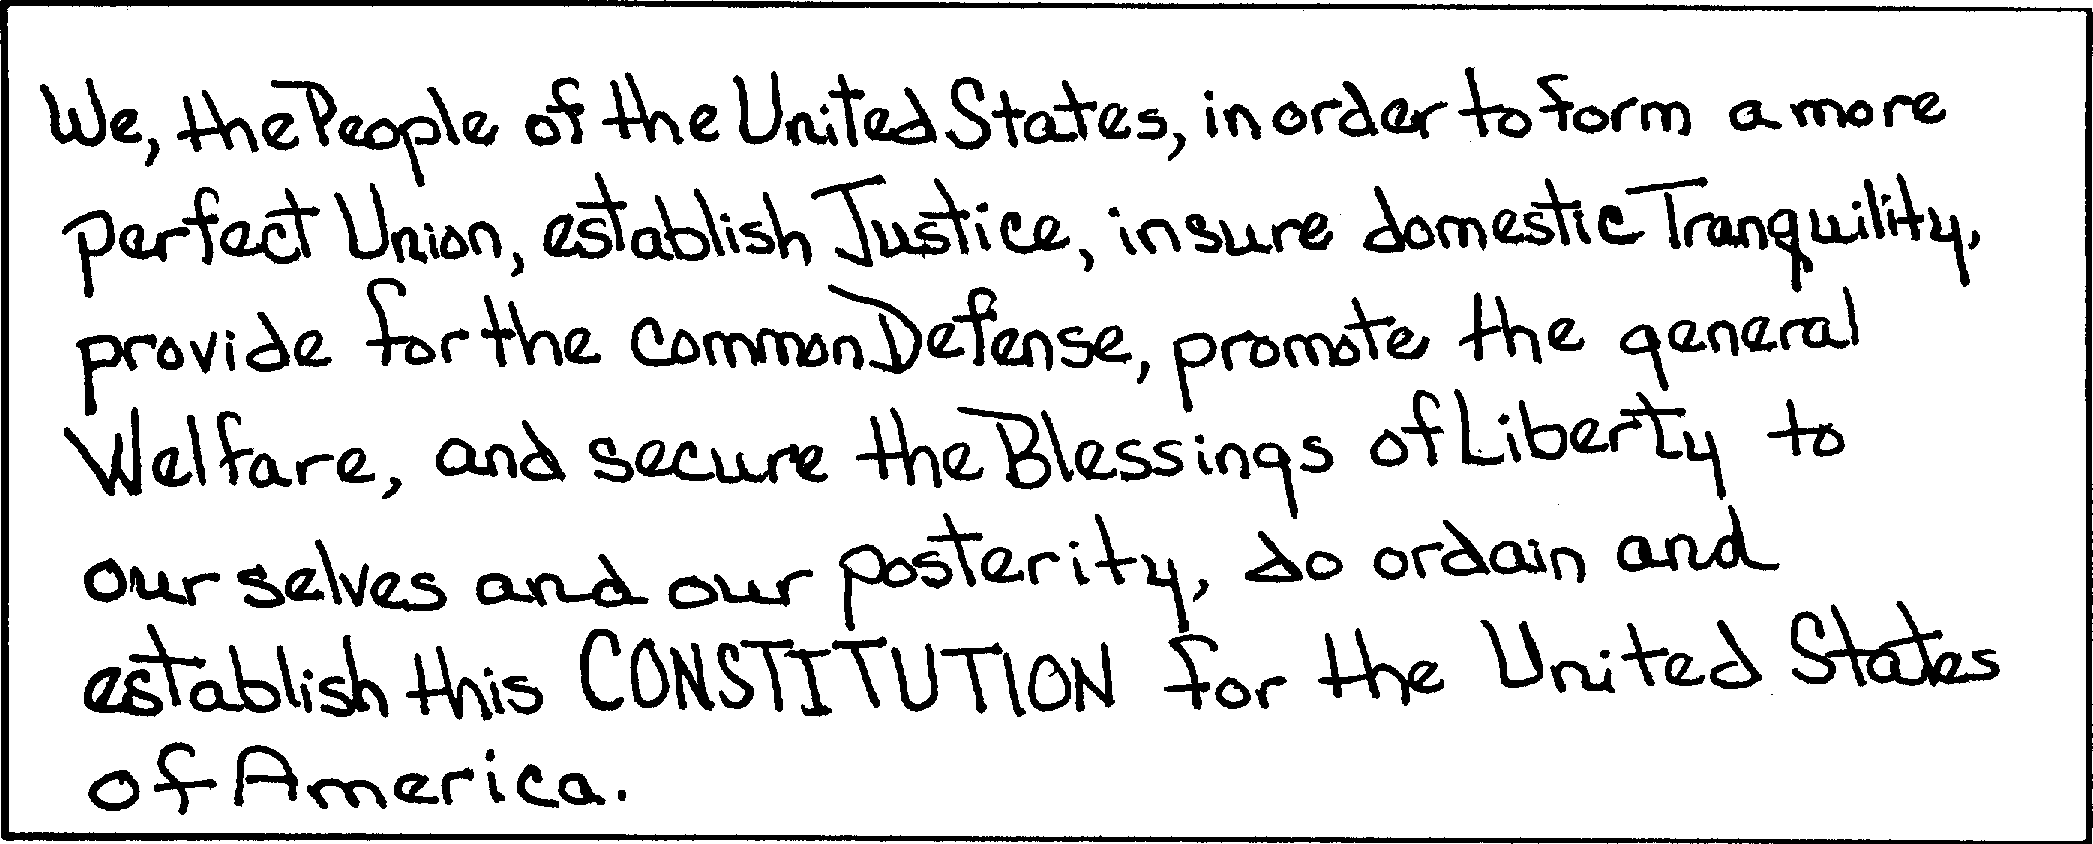 We, the People of the United States, in order to form a more
perfect Union, establish Justice, insure domestic Tranquility,
provide for the common Defense, promote the general
Welfare, and secure the Blessings of Liberty to
ourselves and our posterity, do ordain and
establish this CONSTITUTION for the United States
of America.